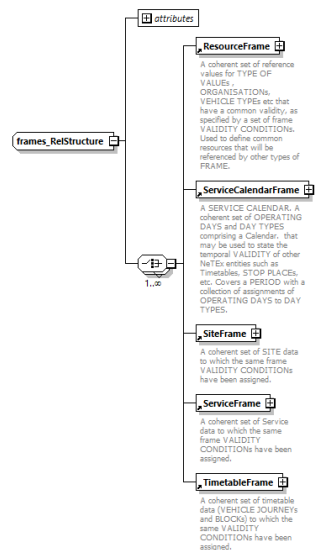 attributes
frames_RelStructure
1..∞
ResourceFrame
A coherent set of reference
values for TYPE OF
VALUEs ,
ORGANISATIONs,
VEHICLE TYPEs etc that
have a common validity, as
specified by a set of frame
VALIDITY CONDITIONs.
Used to define common
resources that will be
referenced by other types of
FRAME.
ServiceCalendarFrame
A SERVICE CALENDAR. A
coherent set of OPERATING
DAYS and DAY TYPES
comprising a Calendar.  that
may be used to state the
temporal VALIDITY of other
NeTEx entities such as
Timetables, STOP PLACEs,
etc. Covers a PERIOD with a
collection of assignments of
OPERATING DAYS to DAY
TYPES.
SiteFrame
A coherent set of SITE data
to which the same frame
VALIDITY CONDITIONs
have been assigned.
ServiceFrame
A coherent set of Service
data to which the same
frame VALIDITY
CONDITIONs have been
assigned.
TimetableFrame
A coherent set of timetable
data (VEHICLE JOURNEYs
and BLOCKs) to which the
same VALIDITY
CONDITIONs have been
assigned.